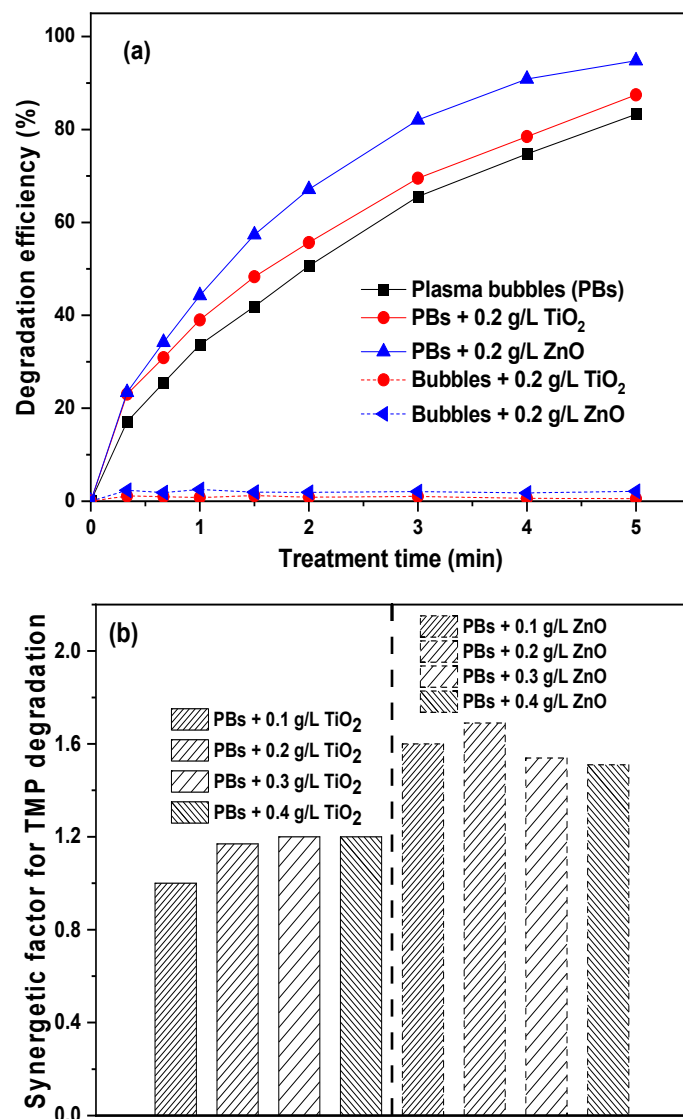 (a)
Degradation efficiency (%)
100
80
60
40
20
0
Plasma bubbles (PBs)
PBs + 0.2 g/L TiO₂
PBs + 0.2 g/L ZnO
Bubbles + 0.2 g/L TiO₂
Bubbles + 0.2 g/L ZnO
0 1 2 3 4 5
Treatment time (min)
(b)
Synergetic factor for TMP degradation
2.0
1.6
1.2
0.8
0.4
0.0
PBs + 0.1 g/L TiO₂
PBs + 0.2 g/L TiO₂
PBs + 0.3 g/L TiO₂
PBs + 0.4 g/L TiO₂
PBs + 0.1 g/L ZnO
PBs + 0.2 g/L ZnO
PBs + 0.3 g/L ZnO
PBs + 0.4 g/L ZnO